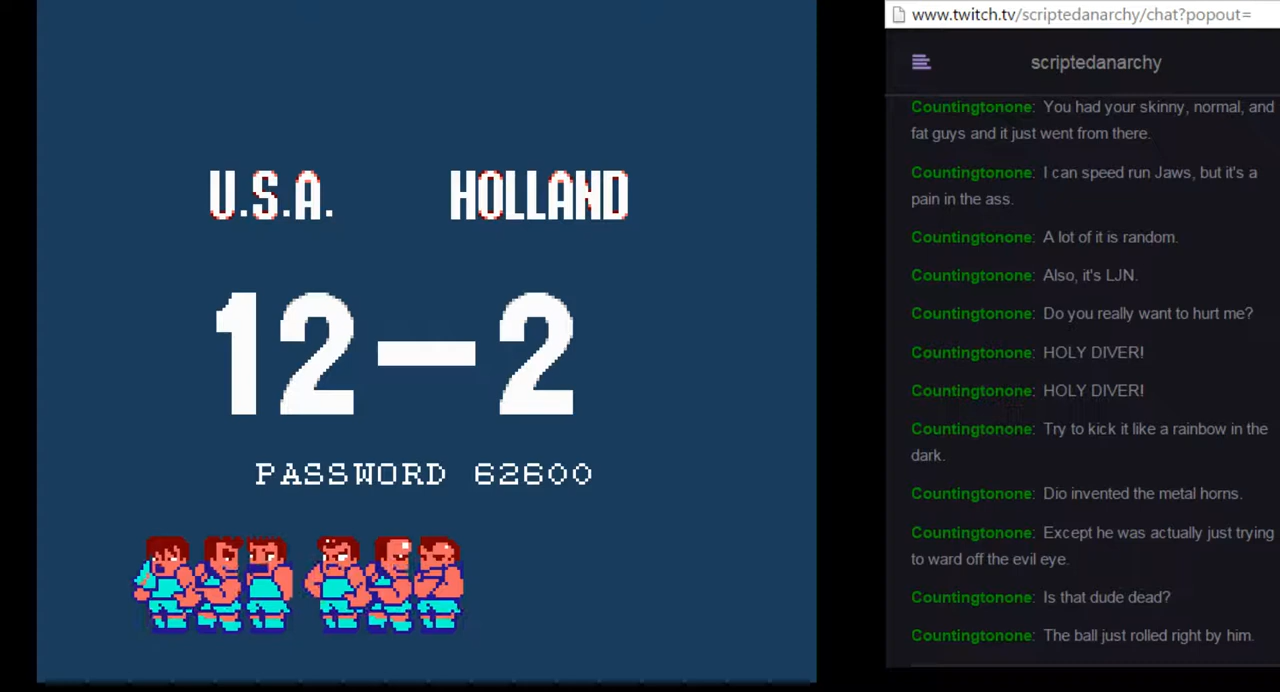 U.S.A. HOLLAND
12–2
PASSWORD 62600
www.twitch.tv/scriptedanarchy/chat?popout=
scriptedanarchy
Countingtonone: You had your skinny, normal, and
fat guys and it just went from there.
Countingtonone: I can speed run Jaws, but it's a
pain in the ass.
Countingtonone: A lot of it is random.
Countingtonone: Also, it's LJN.
Countingtonone: Do you really want to hurt me?
Countingtonone: HOLY DIVER!
Countingtonone: HOLY DIVER!
Countingtonone: Try to kick it like a rainbow in the
dark.
Countingtonone: Dio invented the metal horns.
Countingtonone: Except he was actually just trying
to ward off the evil eye.
Countingtonone: Is that dude dead?
Countingtonone: The ball just rolled right by him.